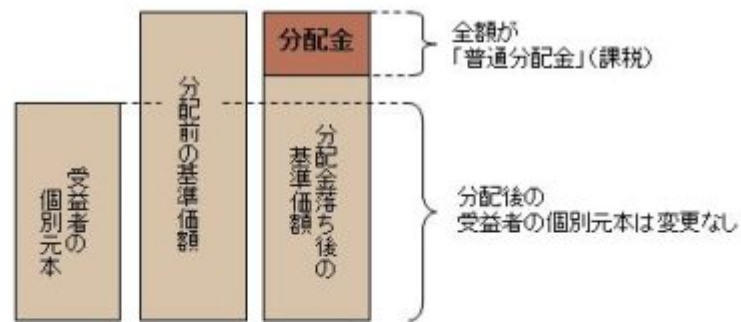 受益者の
個別元本
分配前の基準価額
分配金
分配金落ち後の
基準価額
全額が
「普通分配金」(課税)
分配後の
受益者の個別元本は変更なし